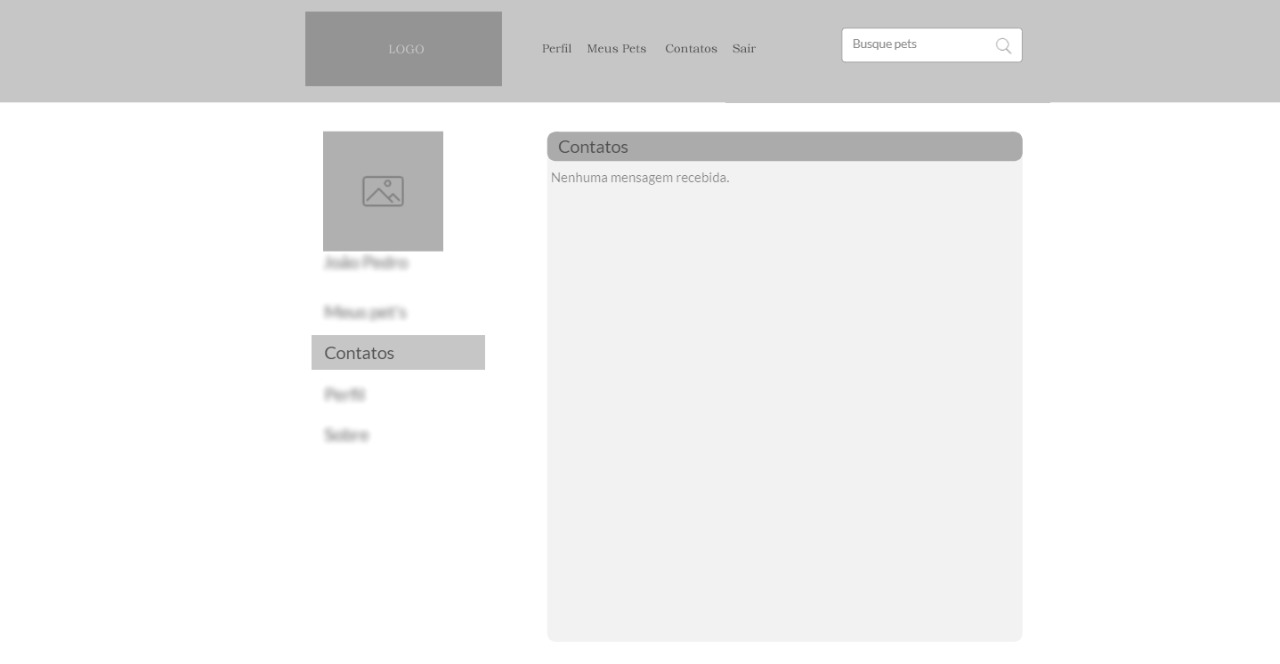 LOGO
Perfil Meus Pets Contatos Sair
Busque pets
João Pedro
Meus pet's
Contatos
Perfil
Sobre
Contatos
Nenhuma mensagem recebida.